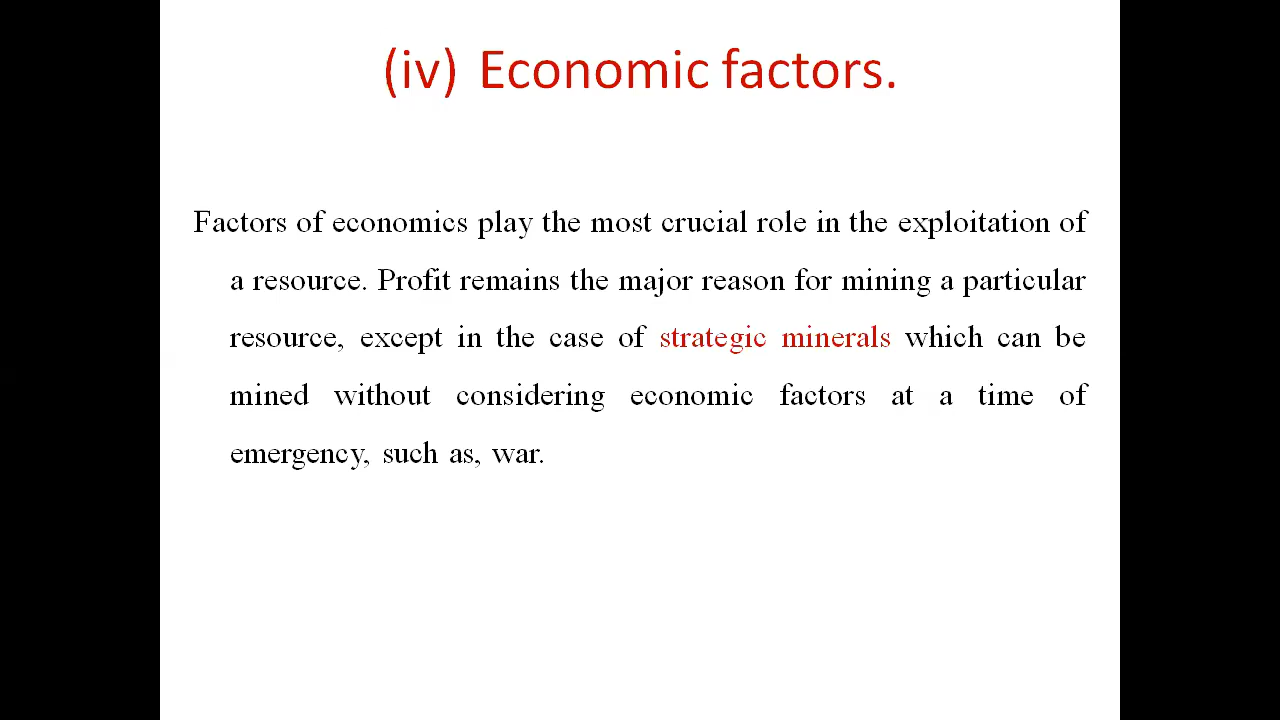 (iv) Economic factors.
Factors of economics play the most crucial role in the exploitation of
a resource. Profit remains the major reason for mining a particular
resource, except in the case of strategic minerals which can be
mined without considering economic factors at a time of
emergency, such as, war.